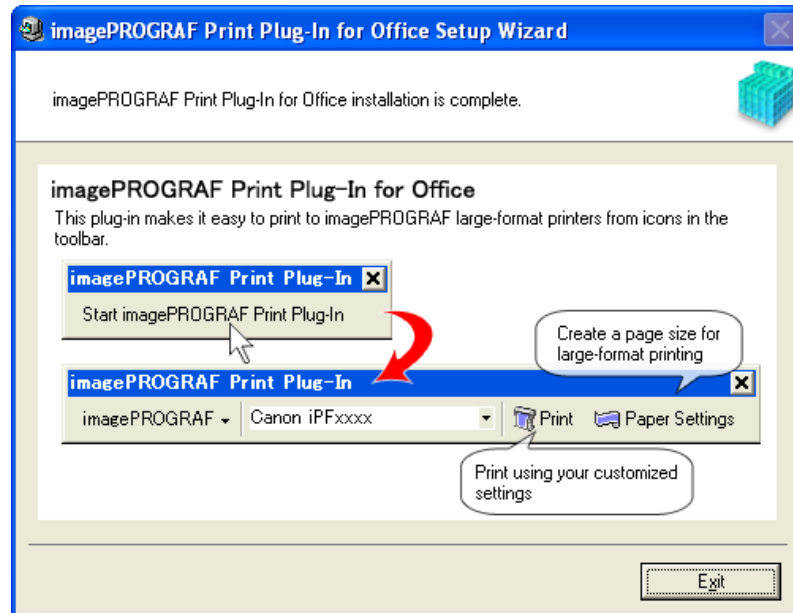 imagePROGRAF Print Plug-In for Office Setup Wizard
imagePROGRAF Print Plug-In for Office installation is complete.
imagePROGRAF Print Plug-In for Office
This plug-in makes it easy to print to imagePROGRAF large-format printers from icons in the
toolbar.
imagePROGRAF Print Plug-In
Start imagePROGRAF Print Plug-In
Create a page size for
large-format printing
imagePROGRAF Print Plug-In
imagePROGRAF
Canon iPFxxxx
Print
Paper Settings
Print using your customized
settings
Exit